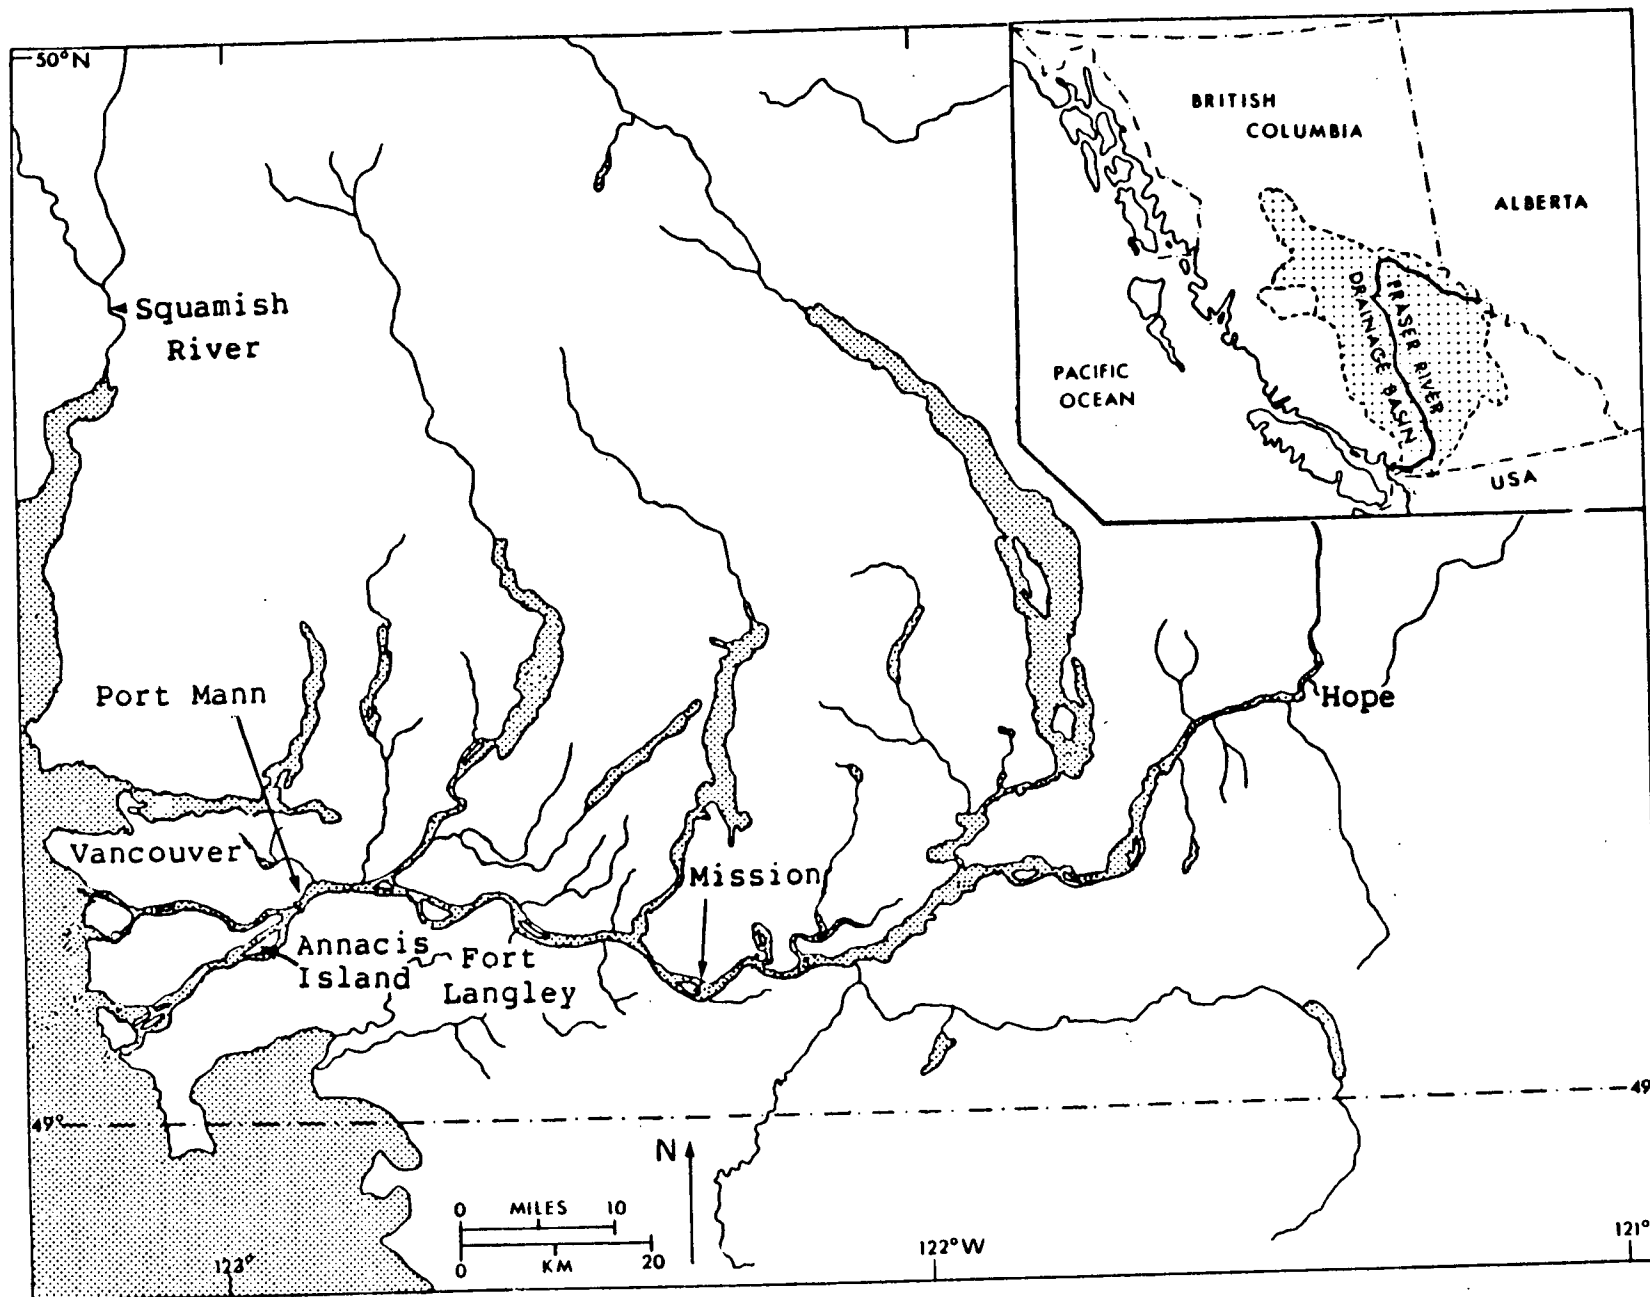 50°N
BRITISH
COLUMBIA
ALBERTA
PACIFIC
OCEAN
FRASER RIVER
DRAINAGE BASIN
USA
Squamish
River
Port Mann
Hope
Vancouver
Mission
Annacis
Island
Fort
Langley
49°
49
N
0 MILES 10
0 KM 20
123°
122°W
121°